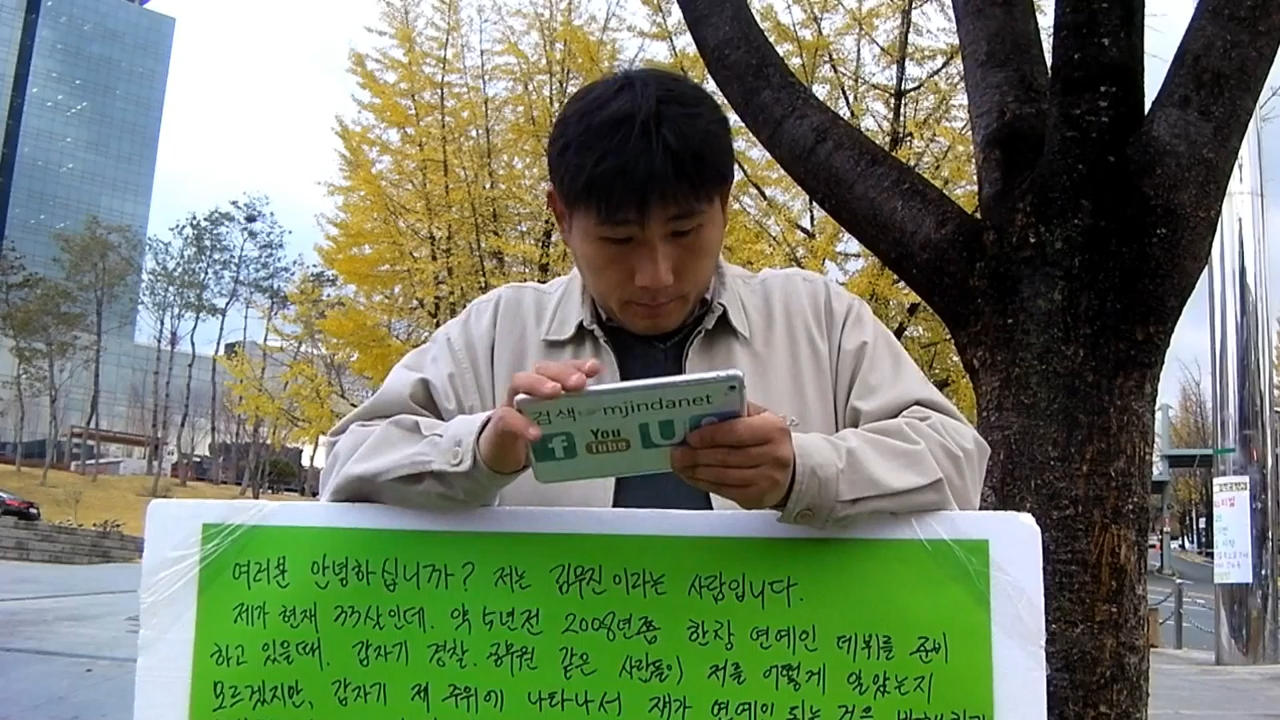 검색 mjindanet
f You Tube U
여러분 안녕하십니까? 저는 김무진이라는 사람입니다.
제가 현재 33살인데. 약 5년전 2008년쯤 한창 연예인 데뷔를 준비
하고 있을때. 갑자기 경찰. 공무원 같은 사람들이 저를 어떻게 알았는지
모르겠지만, 갑자기 제 주위에 나타나서 제가 연예인 되는 것을